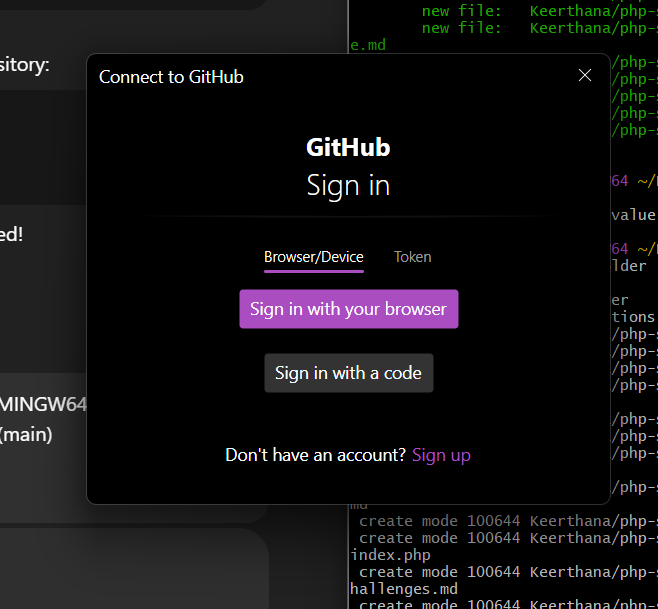 new file: Keerthana/php-s
new file: Keerthana/php-s
e.md
sitory:
/php-s
/php-s
/php-s
/php-s
/php-s
Connect to GitHub
GitHub
Sign in
64 ~/
value
ed!
64 ~/
lder
Browser/Device Token
er
Sign in with your browser
tions
/php-s
/php-s
/php-s
/php-s
Sign in with a code
MINGW64
/php-s
(main)
/php-s
/php-s
Don't have an account? Sign up
/php-s
md
create mode 100644 Keerthana/php-s
create mode 100644 Keerthana/php-s
index.php
create mode 100644 Keerthana/php-s
hallenges.md
create mode 100644 Keerthana/php-s